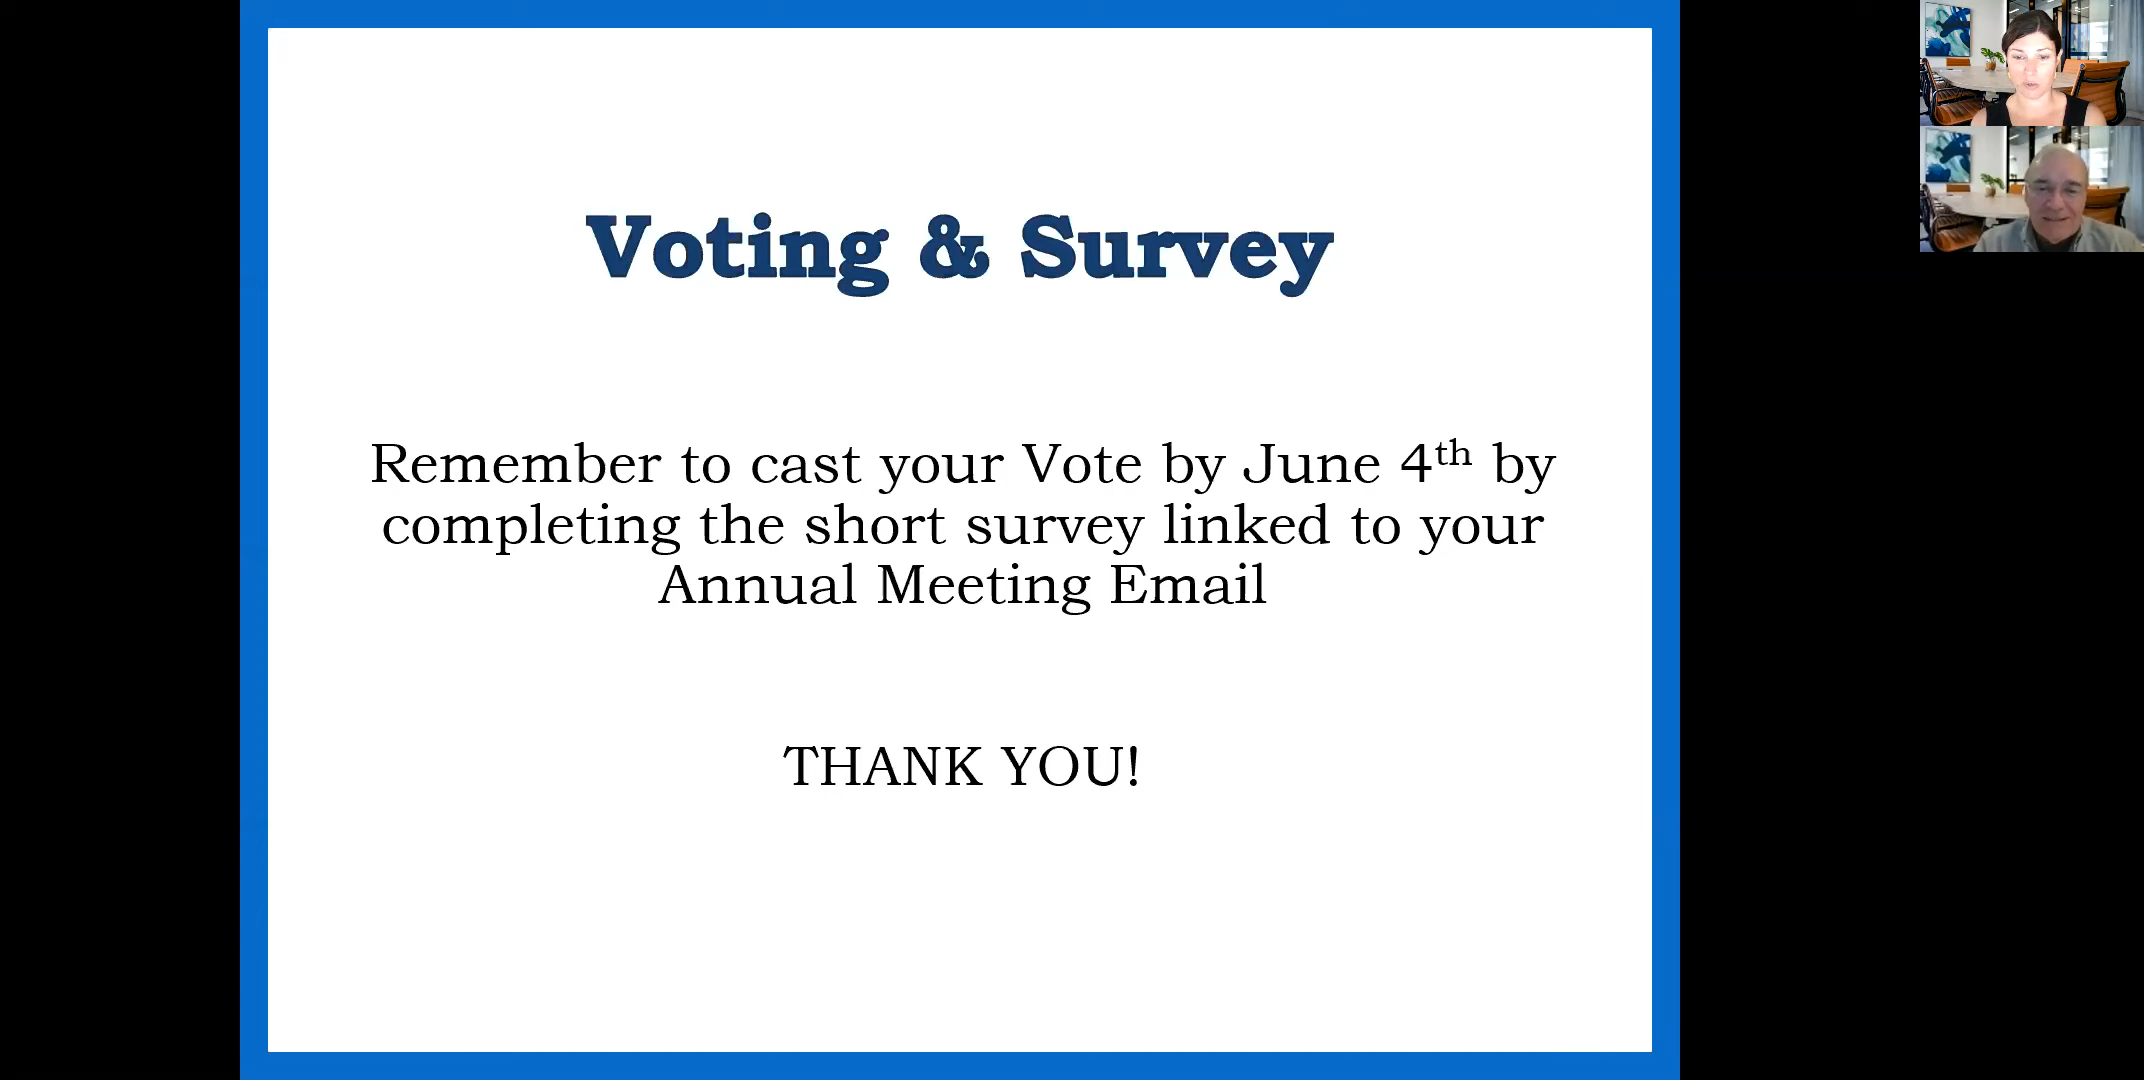 Voting & Survey
Remember to cast your Vote by June 4th by
completing the short survey linked to your
Annual Meeting Email
THANK YOU!